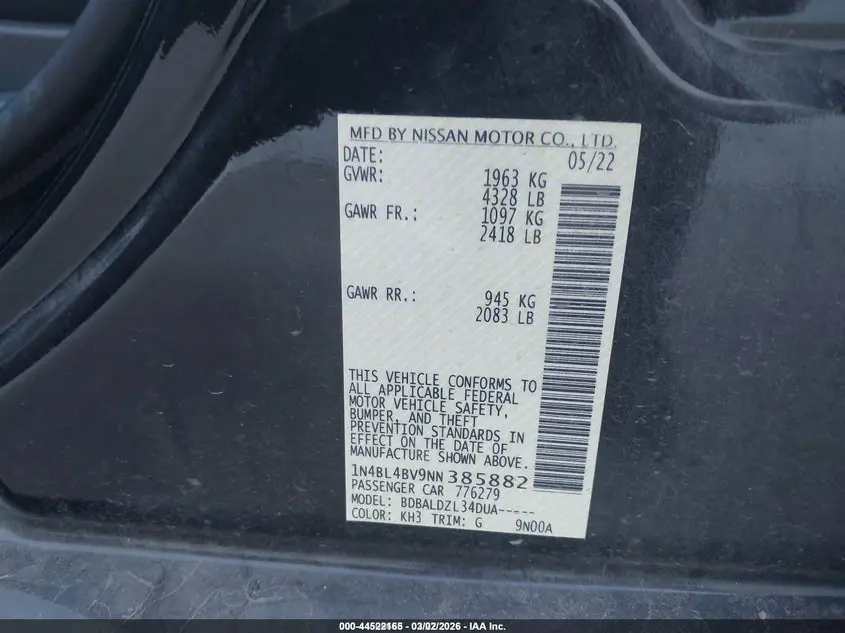 MFD BY NISSAN MOTOR CO., LTD.
DATE: 05/22
GVWR: 1963 KG
4328 LB
GAWR FR.: 1097 KG
2418 LB
GAWR RR.: 945 KG
2083 LB
THIS VEHICLE CONFORMS TO
ALL APPLICABLE FEDERAL
MOTOR VEHICLE SAFETY,
BUMPER, AND THEFT
PREVENTION STANDARDS IN
EFFECT ON THE DATE OF
MANUFACTURE SHOWN ABOVE.
1N4BL4BV9NN385882
PASSENGER CAR 776279
MODEL: BDBALDZL34DUA-----
COLOR: KH3 TRIM: G 9N00A
000-44522165 - 03/02/2026 - IAA Inc.